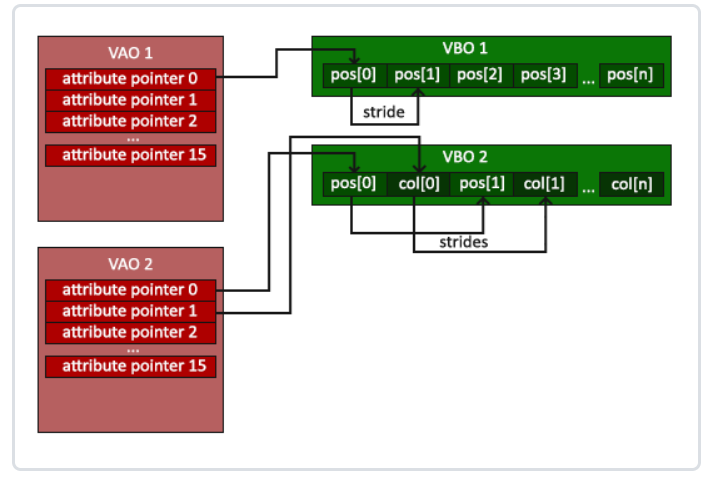 VAO 1
attribute pointer 0
attribute pointer 1
attribute pointer 2
...
attribute pointer 15
VBO 1
pos[0] pos[1] pos[2] pos[3] ... pos[n]
stride
VBO 2
pos[0] col[0] pos[1] col[1] ... col[n]
strides
VAO 2
attribute pointer 0
attribute pointer 1
attribute pointer 2
...
attribute pointer 15